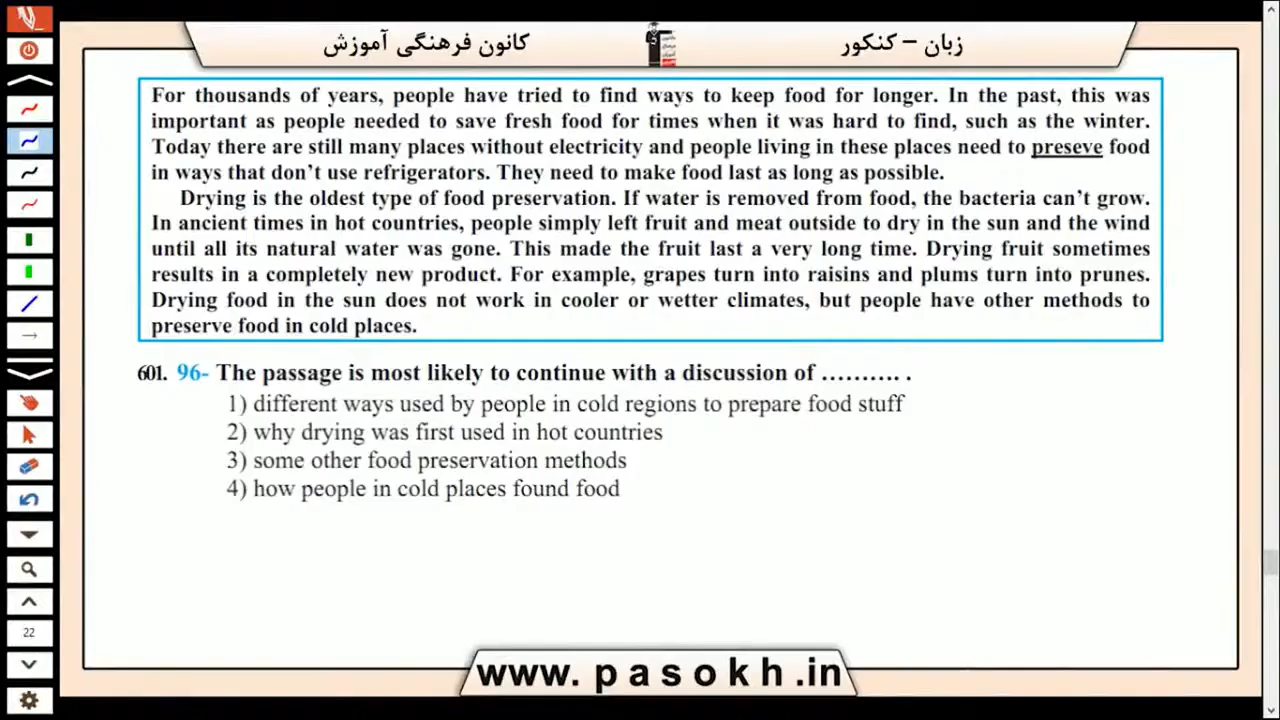 کانون فرهنگی آموزش
زبان – کنکور
For thousands of years, people have tried to find ways to keep food for longer. In the past, this was
important as people needed to save fresh food for times when it was hard to find, such as the winter.
Today there are still many places without electricity and people living in these places need to preseve food
in ways that don't use refrigerators. They need to make food last as long as possible.
Drying is the oldest type of food preservation. If water is removed from food, the bacteria can't grow.
In ancient times in hot countries, people simply left fruit and meat outside to dry in the sun and the wind
until all its natural water was gone. This made the fruit last a very long time. Drying fruit sometimes
results in a completely new product. For example, grapes turn into raisins and plums turn into prunes.
Drying food in the sun does not work in cooler or wetter climates, but people have other methods to
preserve food in cold places.
601. 96- The passage is most likely to continue with a discussion of .......... .
1) different ways used by people in cold regions to prepare food stuff
2) why drying was first used in hot countries
3) some other food preservation methods
4) how people in cold places found food
22
www. p a s o k h .in